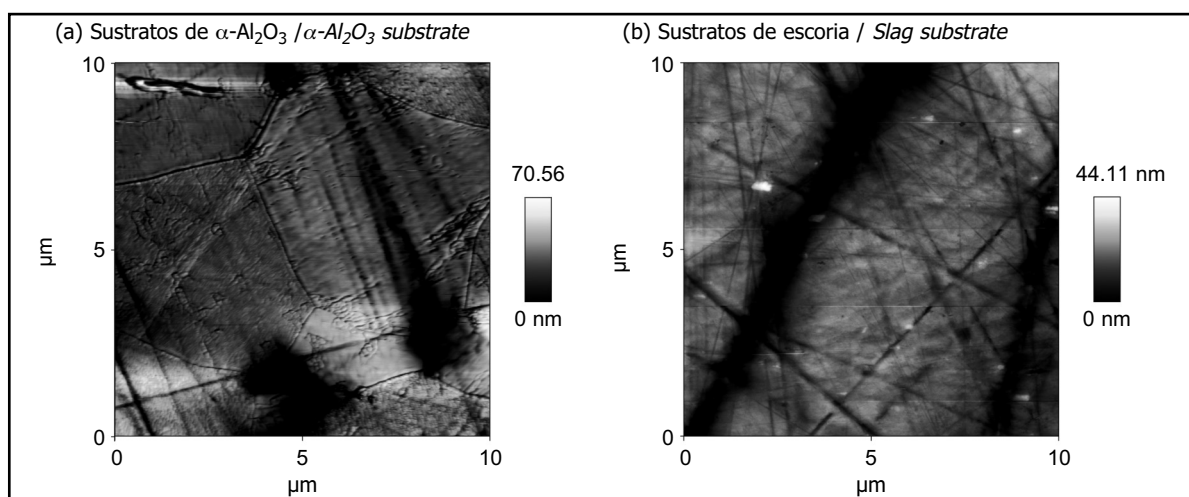 (a) Sustratos de α-Al₂O₃ /α-Al₂O₃ substrate
10
5
0
µm
0
5
10
µm
70.56
0 nm
(b) Sustratos de escoria / Slag substrate
10
5
0
µm
0
5
10
µm
44.11 nm
0 nm